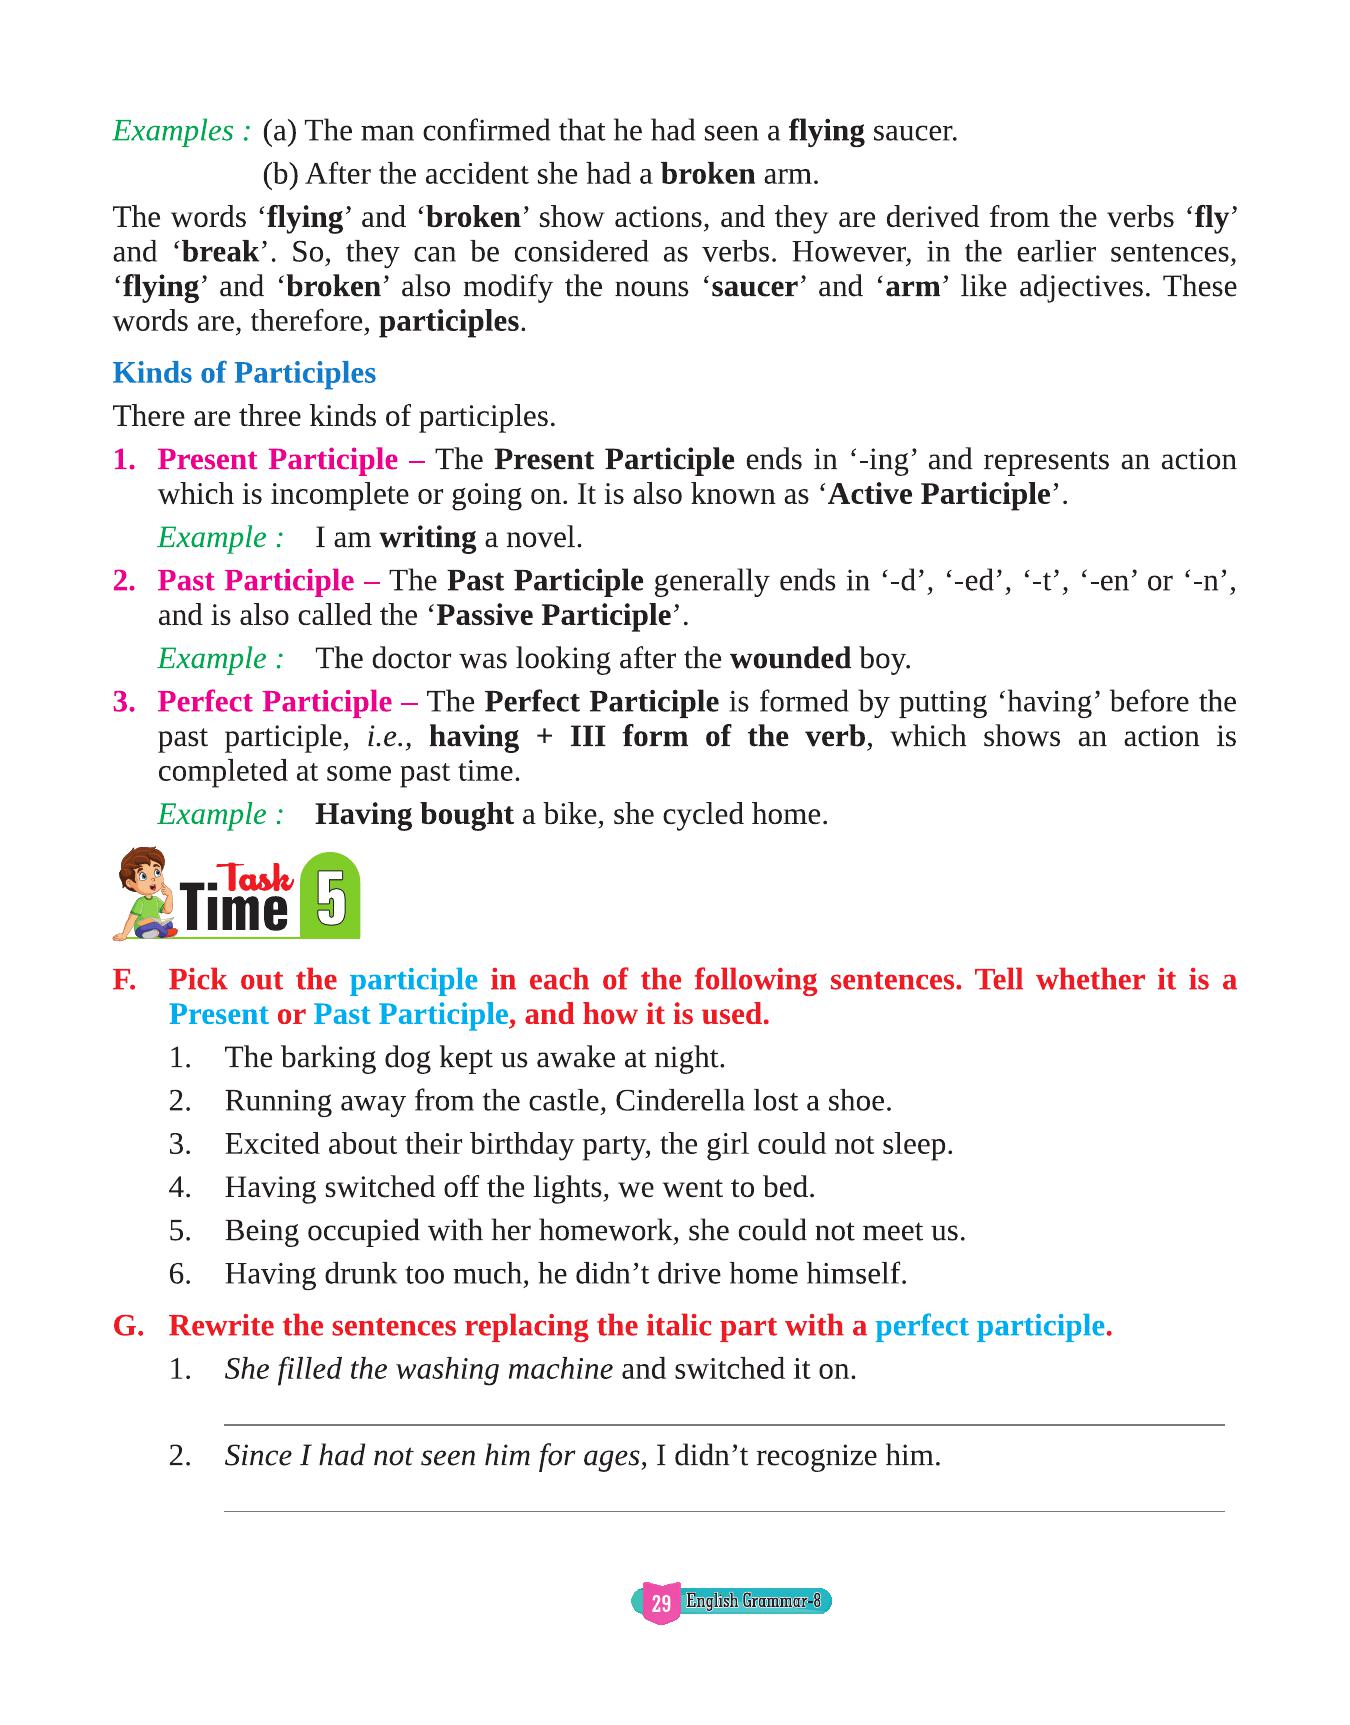 Examples : (a) The man confirmed that he had seen a flying saucer.
(b) After the accident she had a broken arm.
The words ‘flying’ and ‘broken’ show actions, and they are derived from the verbs ‘fly’
and ‘break’. So, they can be considered as verbs. However, in the earlier sentences,
‘flying’ and ‘broken’ also modify the nouns ‘saucer’ and ‘arm’ like adjectives. These
words are, therefore, participles.
Kinds of Participles
There are three kinds of participles.
1. Present Participle – The Present Participle ends in ‘-ing’ and represents an action
which is incomplete or going on. It is also known as ‘Active Participle’.
Example : I am writing a novel.
2. Past Participle – The Past Participle generally ends in ‘-d’, ‘-ed’, ‘-t’, ‘-en’ or ‘-n’,
and is also called the ‘Passive Participle’.
Example : The doctor was looking after the wounded boy.
3. Perfect Participle – The Perfect Participle is formed by putting ‘having’ before the
past participle, i.e., having + III form of the verb, which shows an action is
completed at some past time.
Example : Having bought a bike, she cycled home.
Task
Time 5
F. Pick out the participle in each of the following sentences. Tell whether it is a
Present or Past Participle, and how it is used.
1. The barking dog kept us awake at night.
2. Running away from the castle, Cinderella lost a shoe.
3. Excited about their birthday party, the girl could not sleep.
4. Having switched off the lights, we went to bed.
5. Being occupied with her homework, she could not meet us.
6. Having drunk too much, he didn’t drive home himself.
G. Rewrite the sentences replacing the italic part with a perfect participle.
1. She filled the washing machine and switched it on.
2. Since I had not seen him for ages, I didn’t recognize him.
29 English Grammar-8